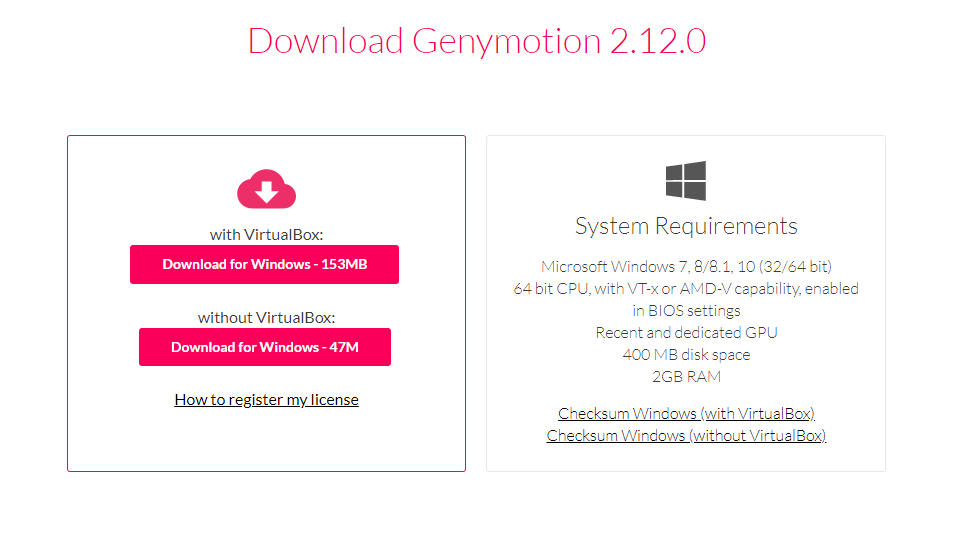 Download Genymotion 2.12.0
with VirtualBox:
Download for Windows - 153MB
without VirtualBox:
Download for Windows - 47M
How to register my license
System Requirements
Microsoft Windows 7, 8/8.1, 10 (32/64 bit)
64 bit CPU, with VT-x or AMD-V capability, enabled
in BIOS settings
Recent and dedicated GPU
400 MB disk space
2GB RAM
Checksum Windows (with VirtualBox)
Checksum Windows (without VirtualBox)